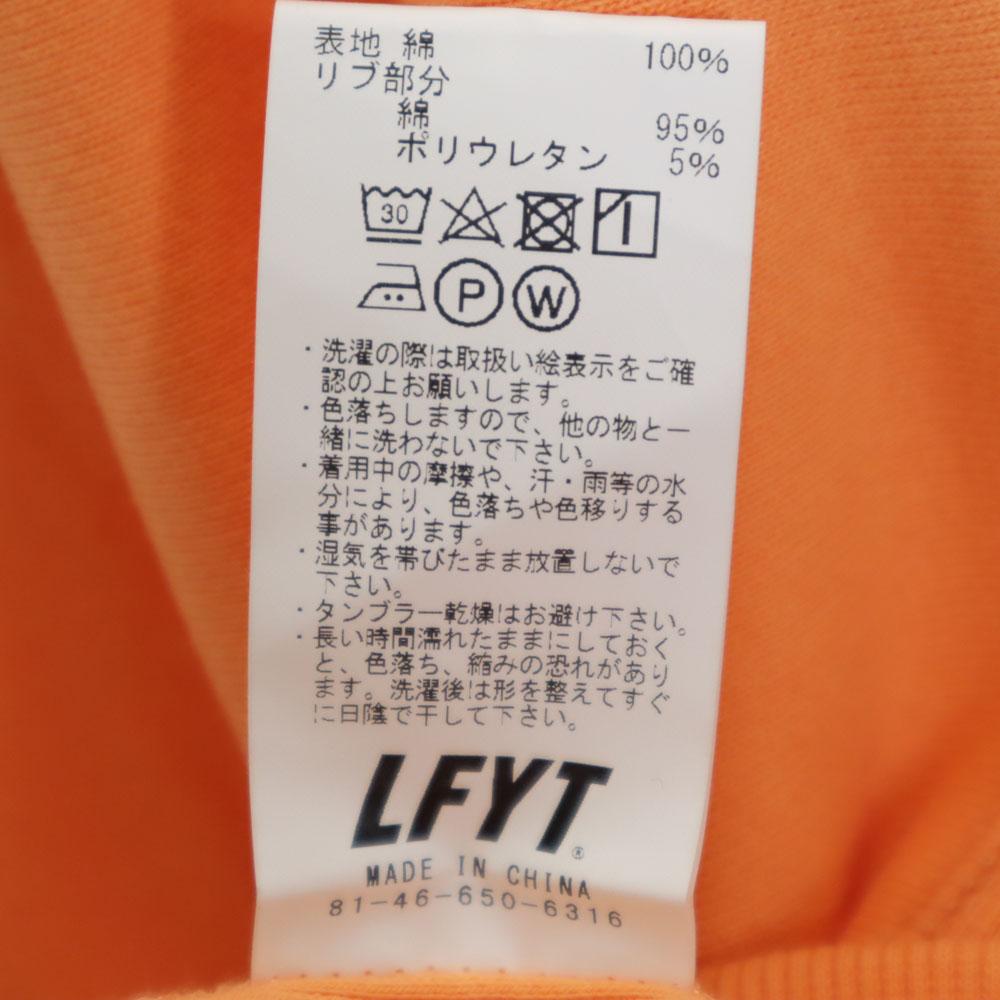 表地 綿 100%
リブ部分
綿 95%
ポリウレタン 5%
30
P W
・洗濯の際は取扱い絵表示をご確
認の上お願いします。
・色落ちしますので、他の物と一
緒に洗わないで下さい。
・着用中の摩擦や、汗・雨等の水
分により、色落ちや色移りする
事があります。
・湿気を帯びたまま放置しないで
下さい。
・タンブラー乾燥はお避け下さい。
・長い時間濡れたままにしておく
と、色落ち、縮みの恐れがあり
ます。洗濯後は形を整えてすぐ
に日陰で干して下さい。
LFYT®
MADE IN CHINA
81-46-650-6316